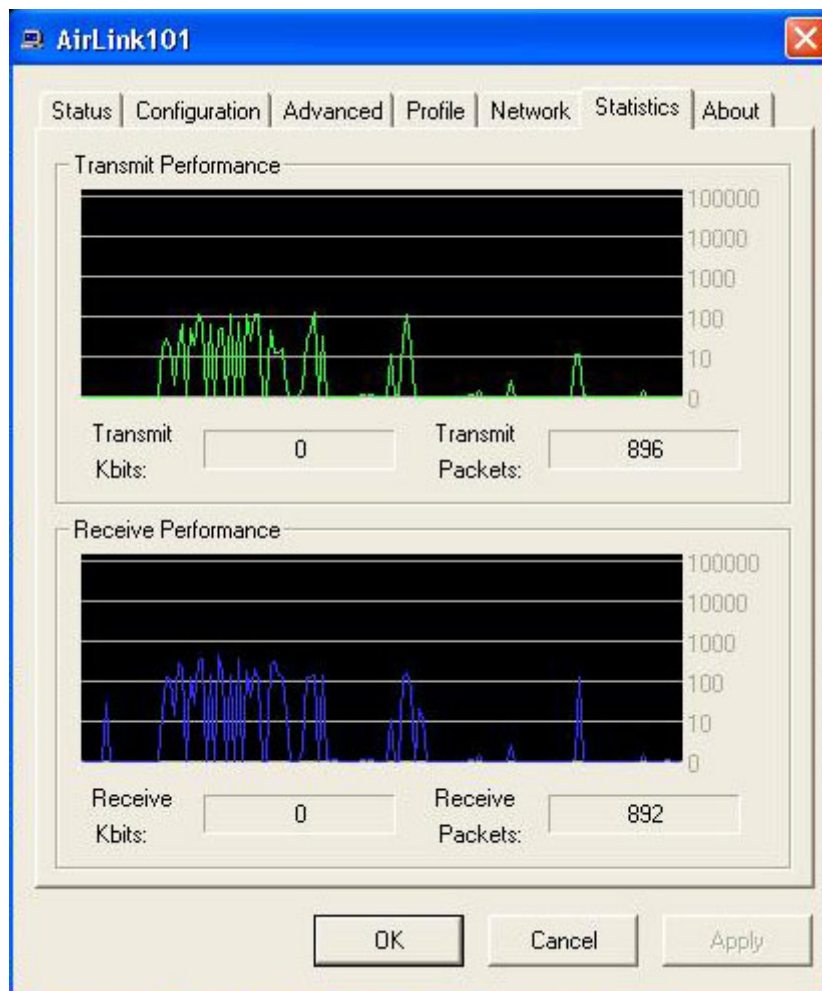 AirLink101
Status Configuration Advanced Profile Network Statistics About
Transmit Performance
100000
10000
1000
100
10
0
Transmit Kbits: 0
Transmit Packets: 896
Receive Performance
100000
10000
1000
100
10
0
Receive Kbits: 0
Receive Packets: 892
OK Cancel Apply